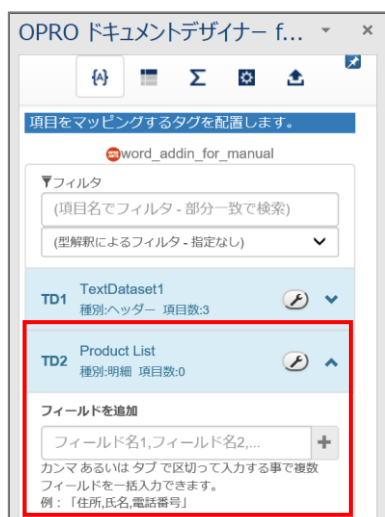 OPRO ドキュメントデザイナー f...
{A}
Σ
項目をマッピングするタグを配置します。
word_addin_for_manual
フィルタ
(項目名でフィルタ - 部分一致で検索)
(型解釈によるフィルタ - 指定なし)
TD1 TextDataset1
種別:ヘッダー 項目数:3
TD2 Product List
種別:明細 項目数:0
フィールドを追加
フィールド名1,フィールド名2,... +
カンマ あるいは タブ で区切って入力する事で複数
フィールドを一括入力できます。
例：「住所,氏名,電話番号」